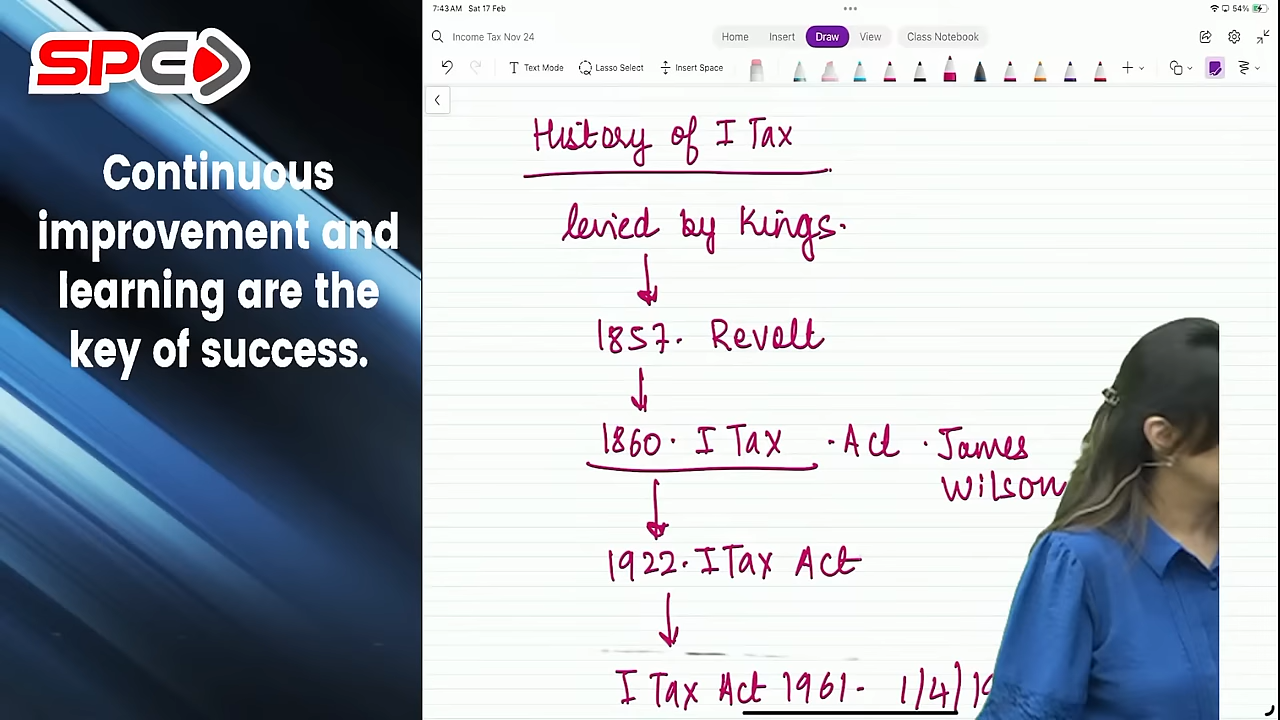 SPC
Continuous
improvement and
learning are the
key of success.
7:43 AM Sat 17 Feb
54%
Income Tax Nov 24
Home Insert Draw View Class Notebook
Text Mode Lasso Select Insert Space
History of I Tax
levied by Kings.
1857. Revolt
1860. I Tax . Act . James
Wilson
1922. I Tax Act
I Tax Act 1961 - 1/4/19